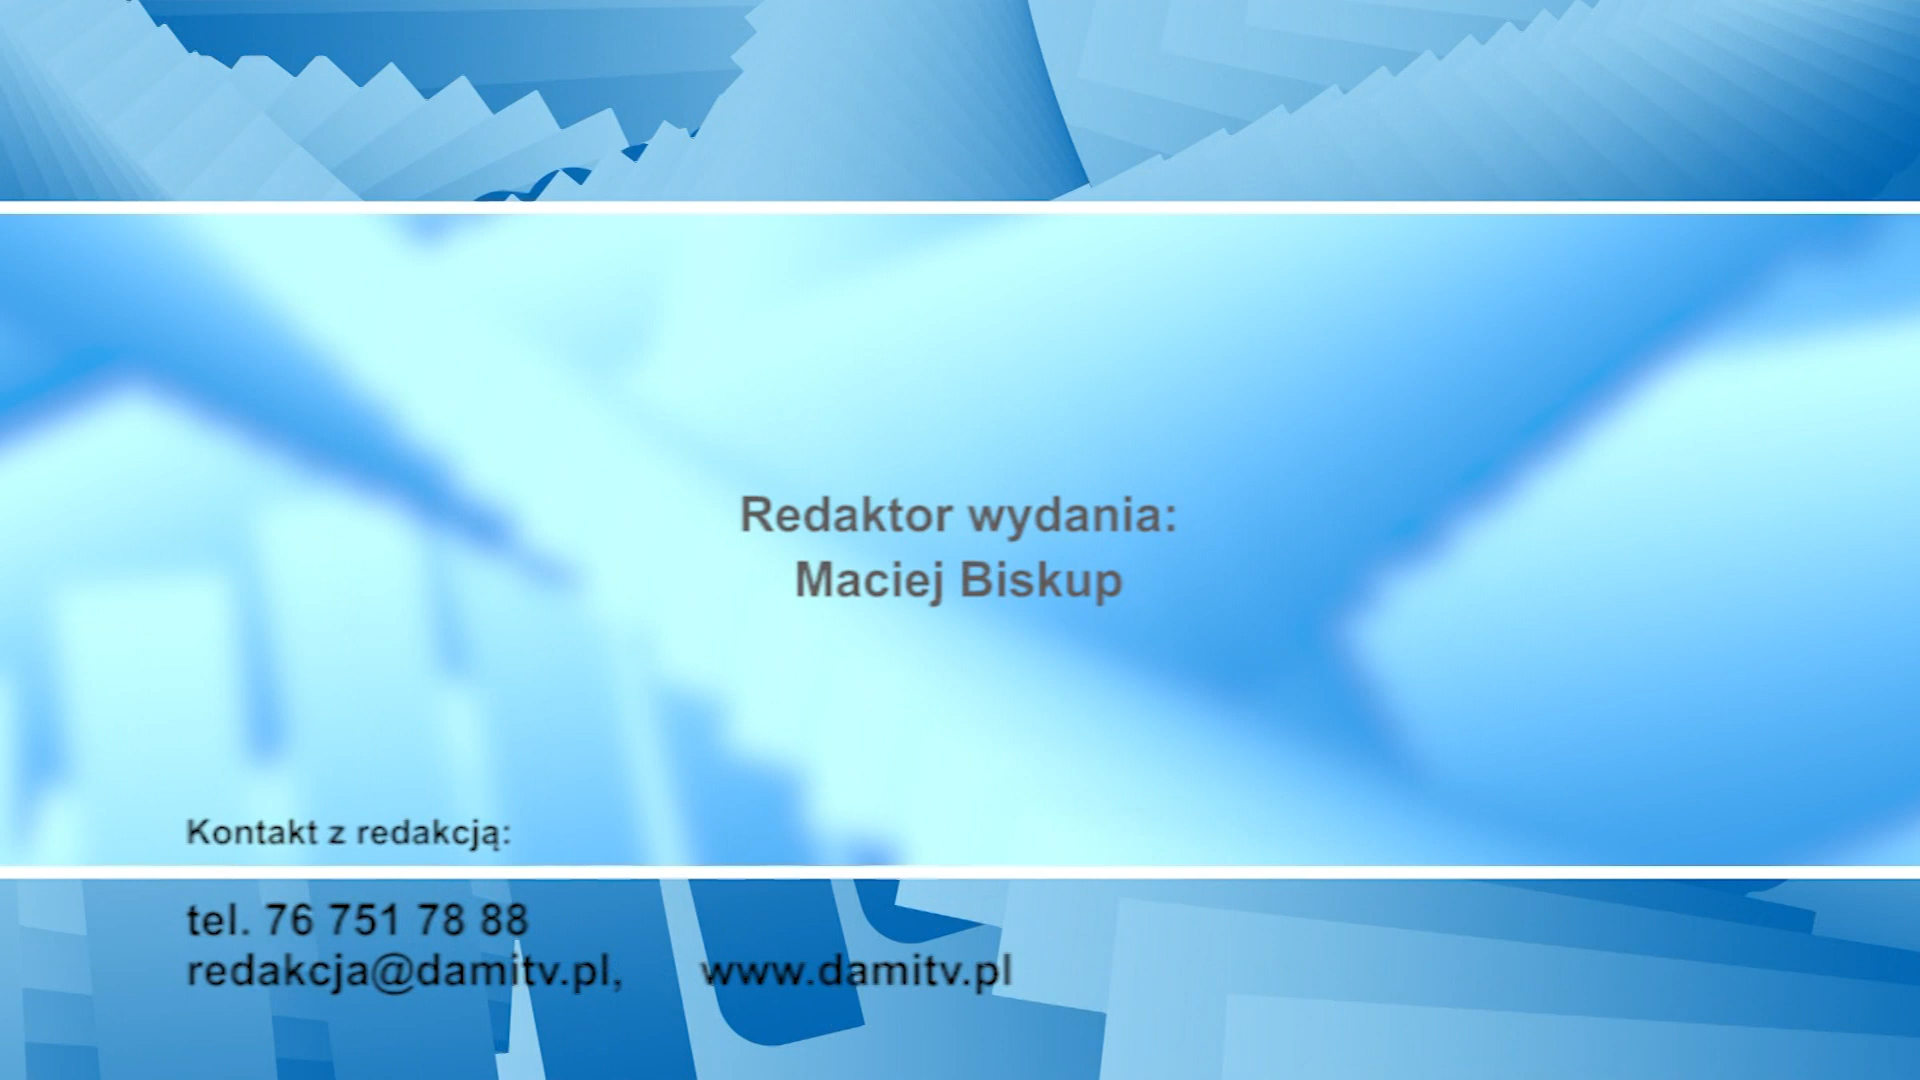 Redaktor wydania:
Maciej Biskup
Kontakt z redakcją:
tel. 76 751 78 88
redakcja@damitv.pl, www.damitv.pl